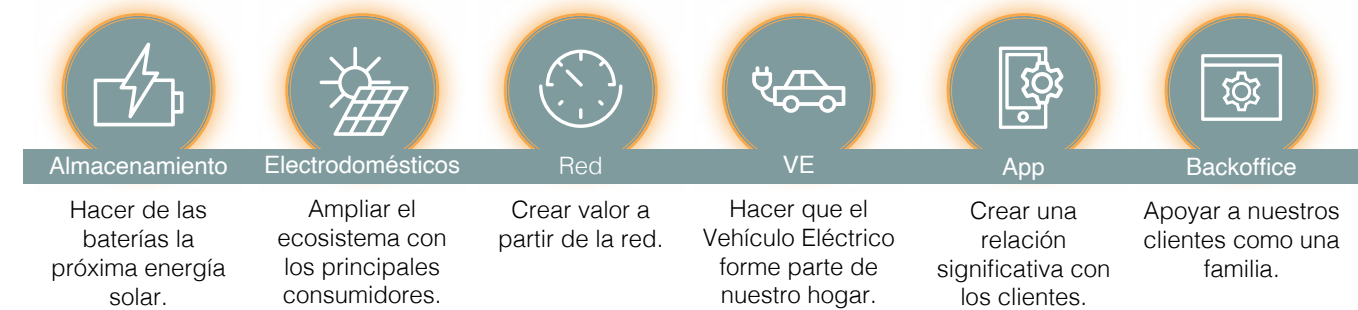 Almacenamiento
Hacer de las
baterías la
próxima energía
solar.
Electrodomésticos
Ampliar el
ecosistema con
los principales
consumidores.
Red
Crear valor a
partir de la red.
VE
Hacer que el
Vehículo Eléctrico
forme parte de
nuestro hogar.
App
Crear una
relación
significativa con
los clientes.
Backoffice
Apoyar a nuestros
clientes como una
familia.